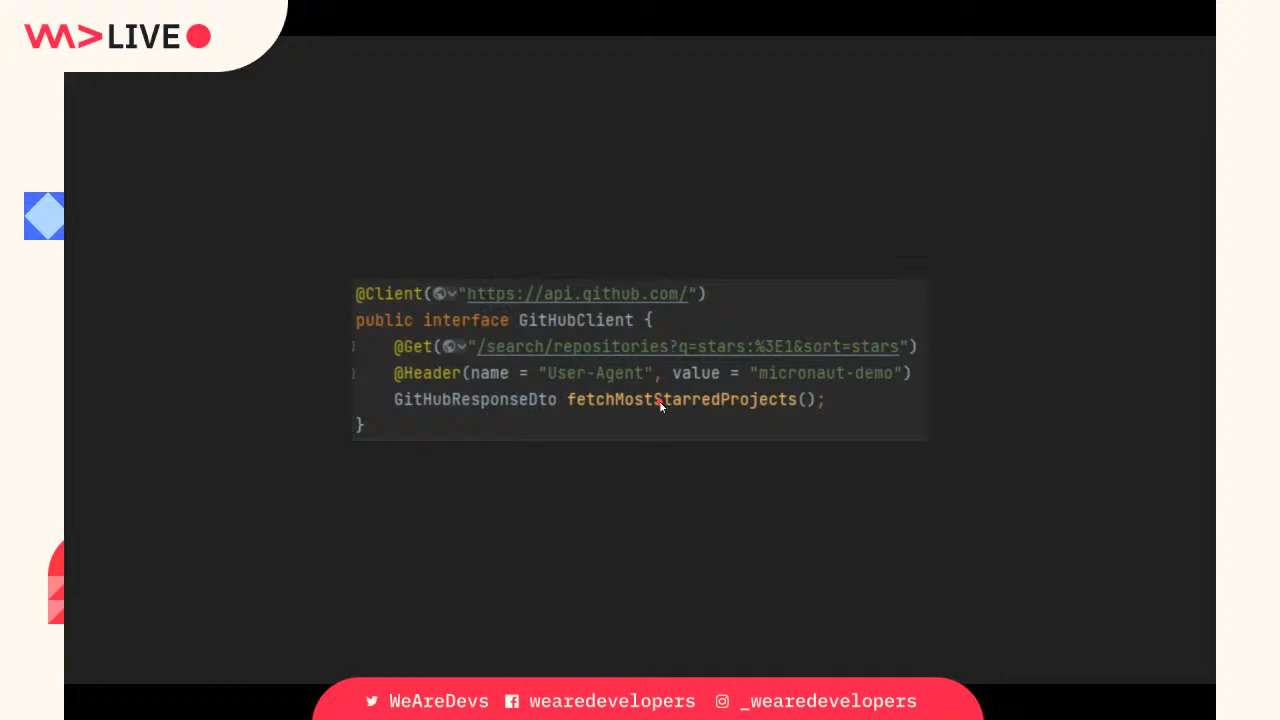 LIVE
@Client("https://api.github.com/")
public interface GitHubClient {
@Get("/search/repositories?q=stars:%3E1&sort=stars")
@Header(name = "User-Agent", value = "micronaut-demo")
GitHubResponseDto fetchMostStarredProjects();
}
WeAreDevs wearedevelopers _wearedevelopers